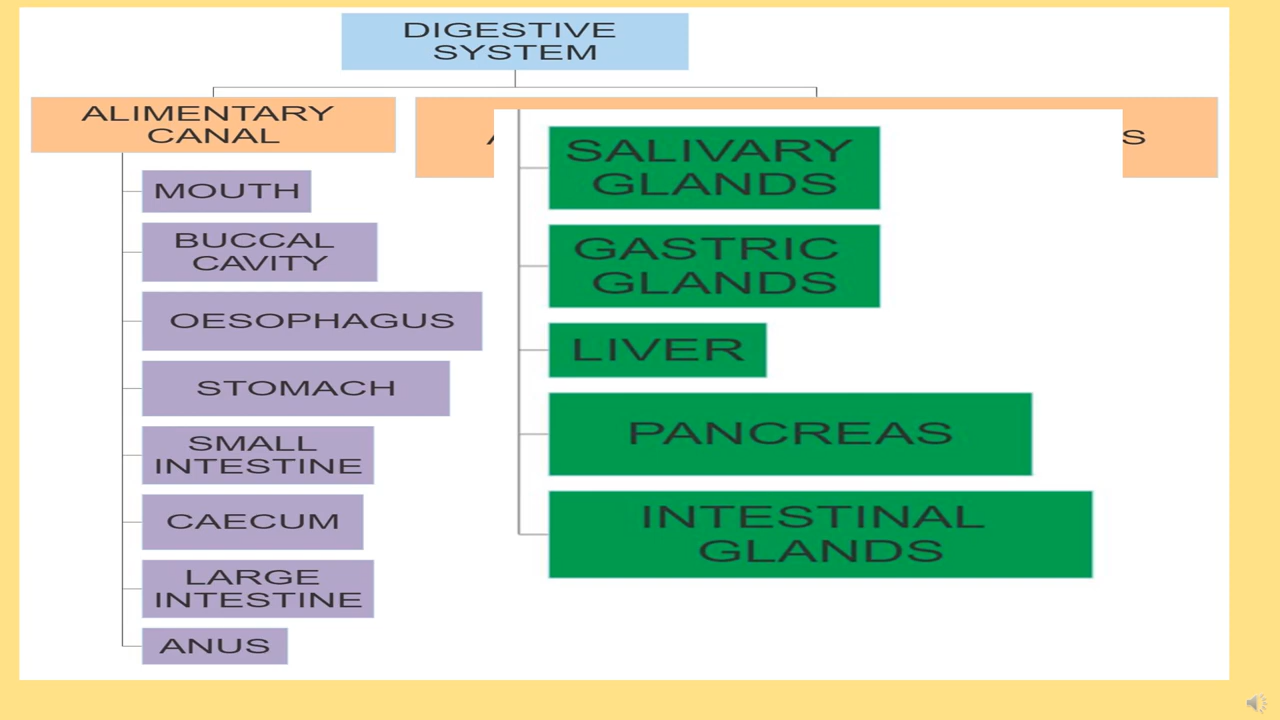 DIGESTIVE
SYSTEM
ALIMENTARY
CANAL
MOUTH
BUCCAL
CAVITY
OESOPHAGUS
STOMACH
SMALL
INTESTINE
CAECUM
LARGE
INTESTINE
ANUS
SALIVARY
GLANDS
GASTRIC
GLANDS
LIVER
PANCREAS
INTESTINAL
GLANDS